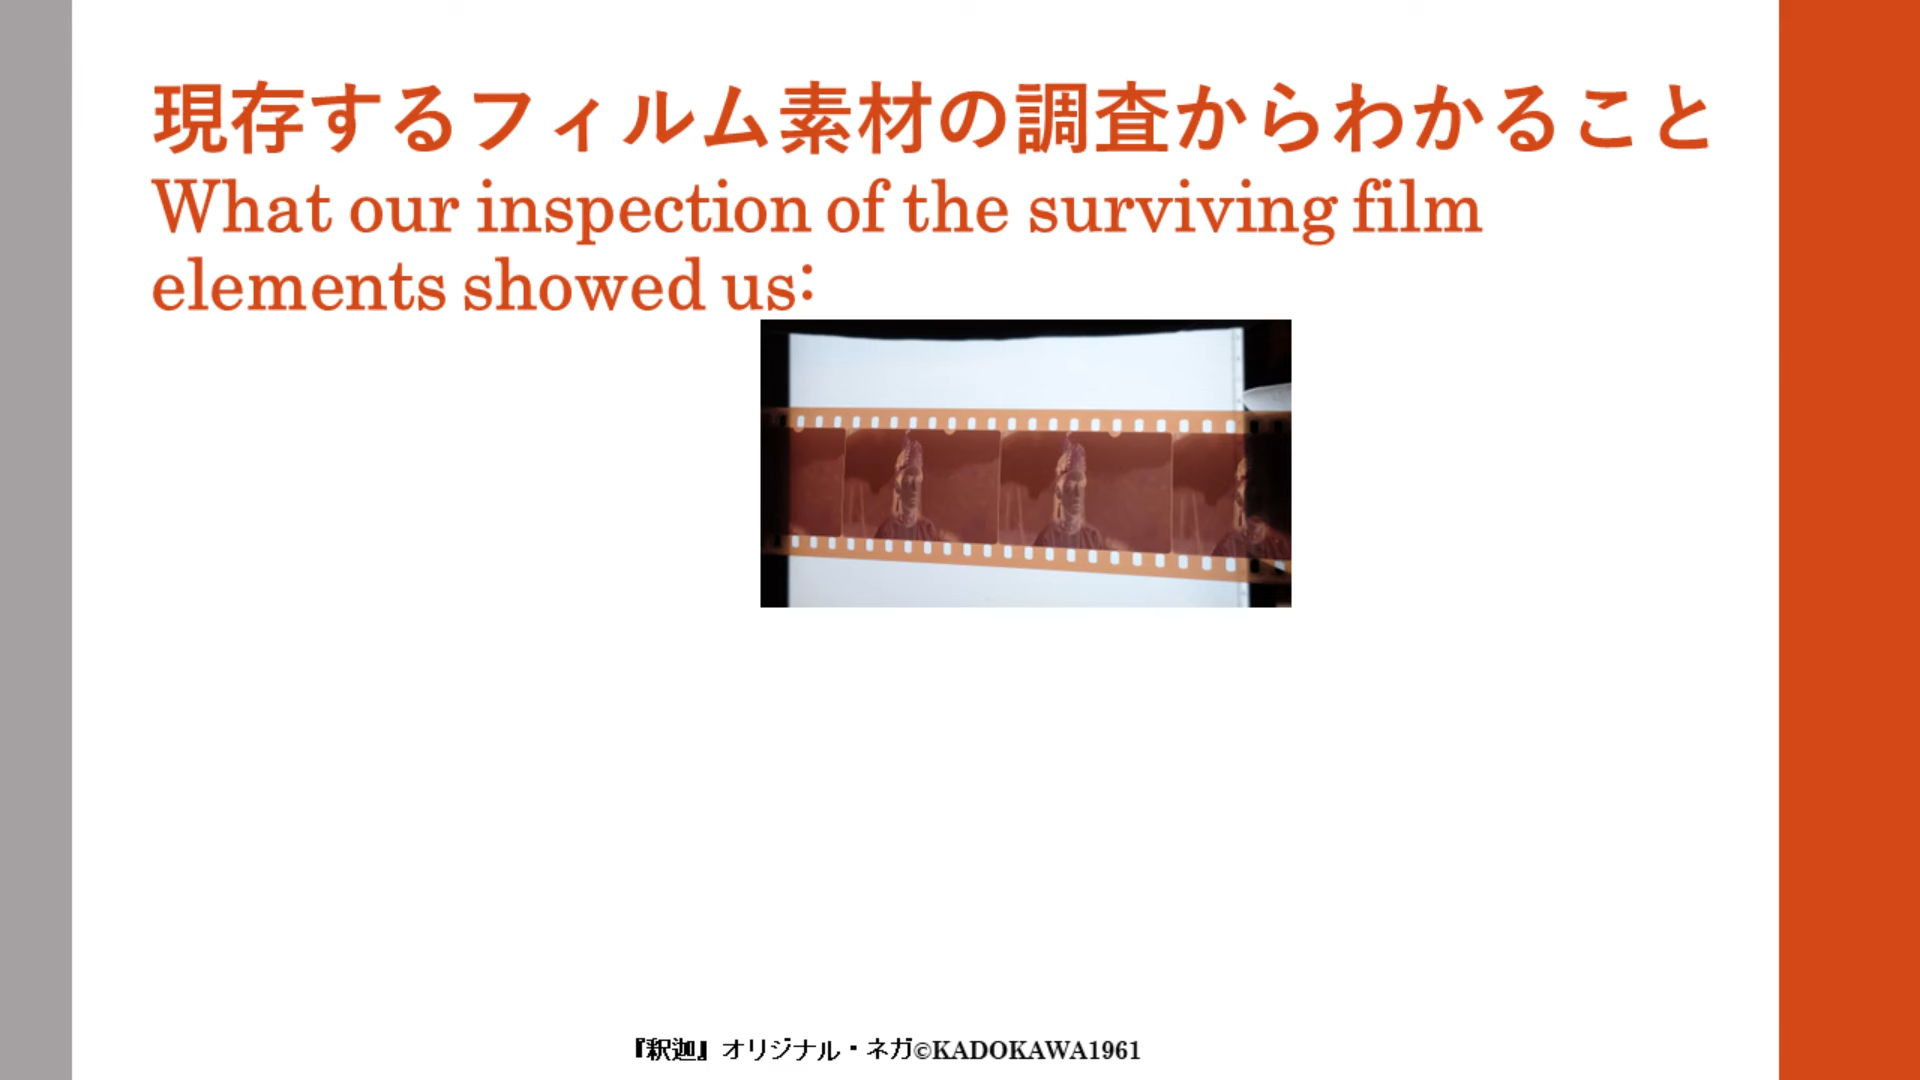 現存するフィルム素材の調査からわかること
What our inspection of the surviving film
elements showed us:
『釈迦』オリジナル・ネガ©KADOKAWA1961